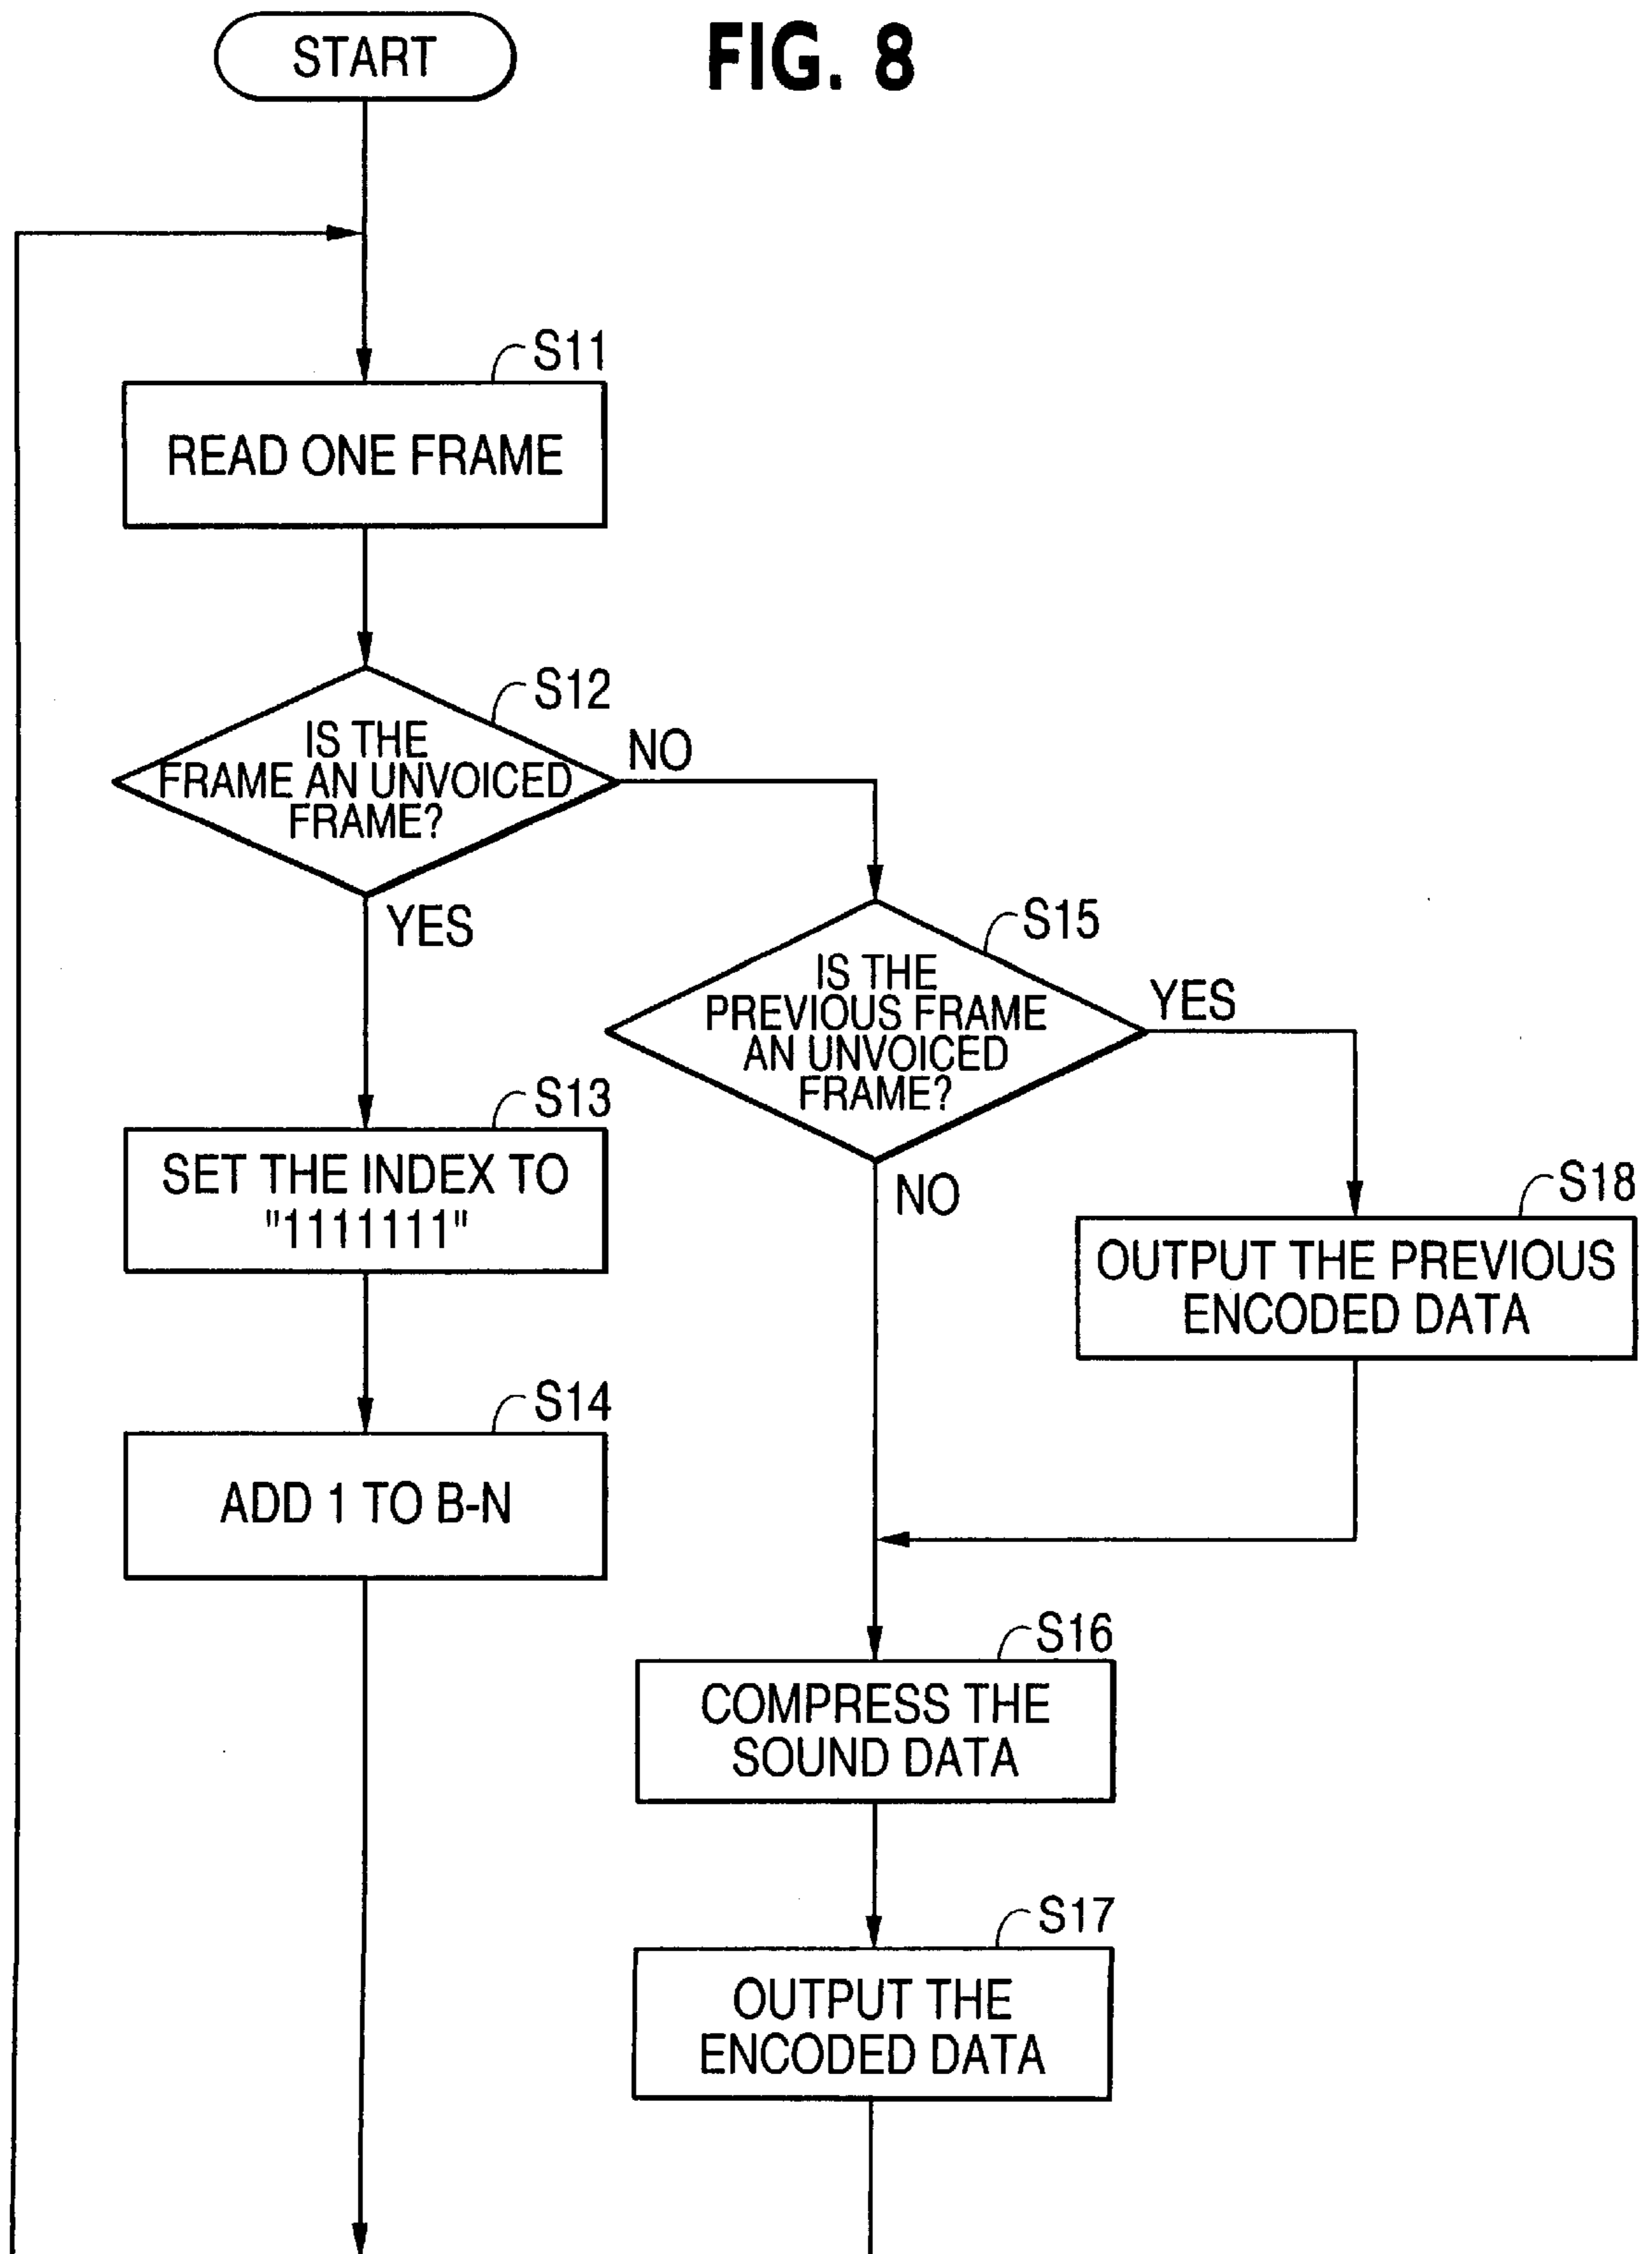 START
FIG. 8
S11
READ ONE FRAME
S12
IS THE
FRAME AN UNVOICED
FRAME?
NO
YES
S15
IS THE
PREVIOUS FRAME
AN UNVOICED
FRAME?
YES
NO
S13
SET THE INDEX TO
"1111111"
S18
OUTPUT THE PREVIOUS
ENCODED DATA
S14
ADD 1 TO B-N
S16
COMPRESS THE
SOUND DATA
S17
OUTPUT THE
ENCODED DATA